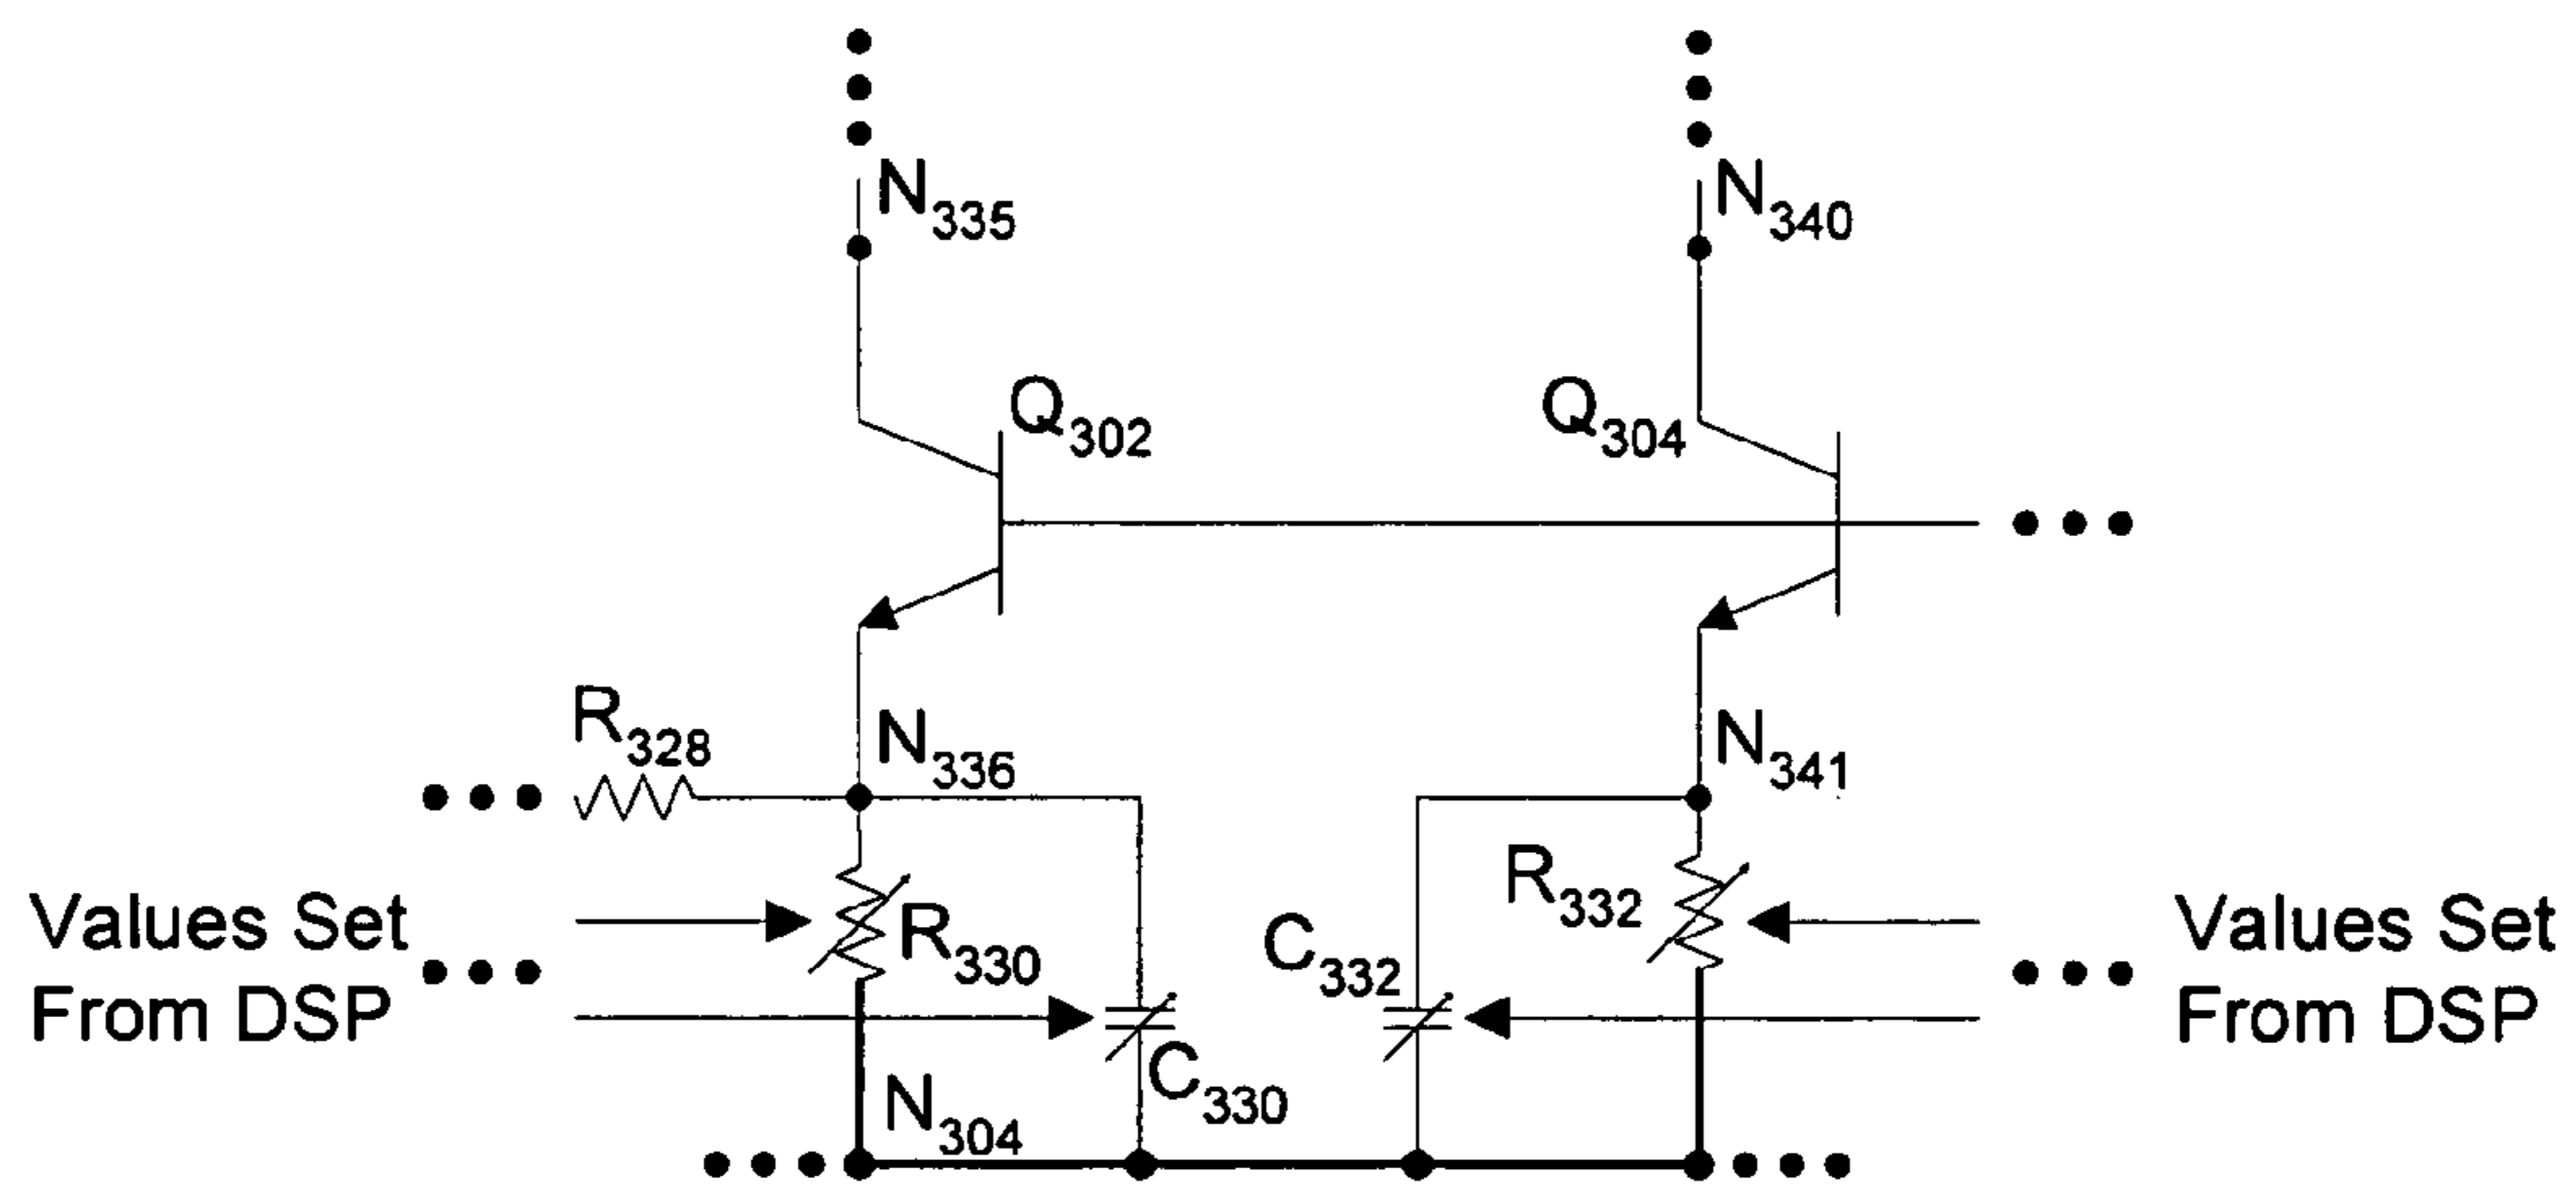 N335
N340
Q302
Q304
R328
N336
N341
Values Set
From DSP
R330
C330
C332
R332
Values Set
From DSP
N304